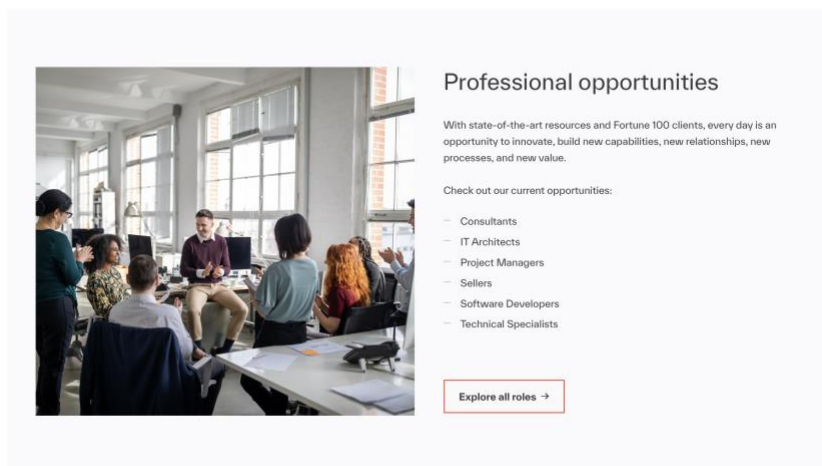 Professional opportunities
With state-of-the-art resources and Fortune 100 clients, every day is an
opportunity to innovate, build new capabilities, new relationships, new
processes, and new value.
Check out our current opportunities:
— Consultants
— IT Architects
— Project Managers
— Sellers
— Software Developers
— Technical Specialists
Explore all roles →